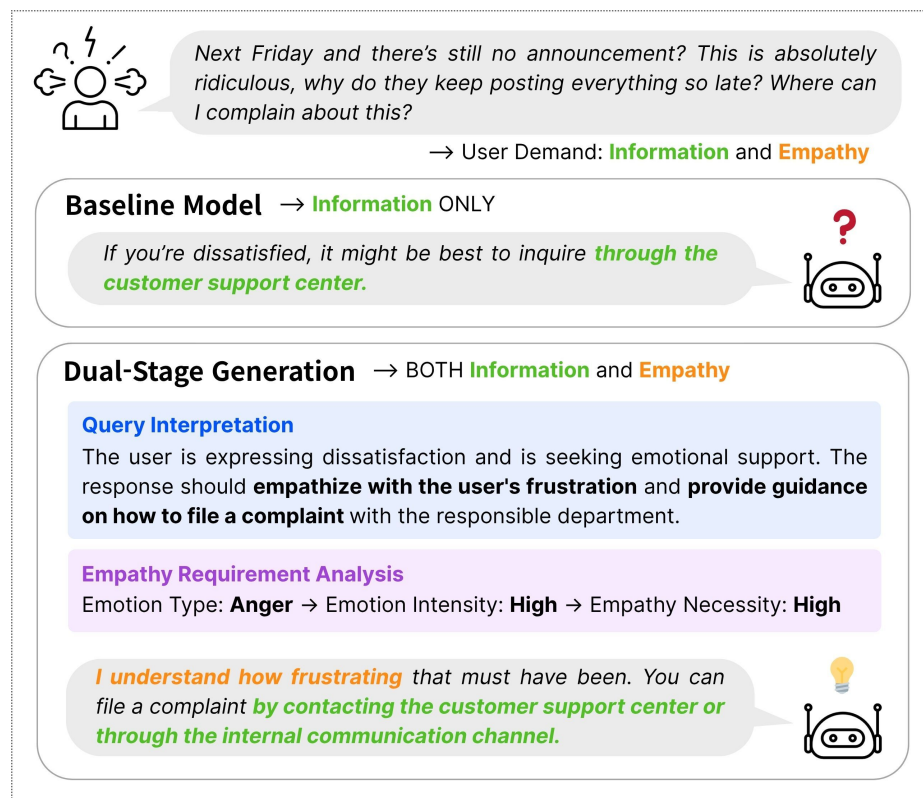 Next Friday and there's still no announcement? This is absolutely
ridiculous, why do they keep posting everything so late? Where can
I complain about this?
→ User Demand: Information and Empathy
Baseline Model → Information ONLY
If you're dissatisfied, it might be best to inquire through the
customer support center.
Dual-Stage Generation → BOTH Information and Empathy
Query Interpretation
The user is expressing dissatisfaction and is seeking emotional support. The
response should empathize with the user's frustration and provide guidance
on how to file a complaint with the responsible department.
Empathy Requirement Analysis
Emotion Type: Anger → Emotion Intensity: High → Empathy Necessity: High
I understand how frustrating that must have been. You can
file a complaint by contacting the customer support center or
through the internal communication channel.